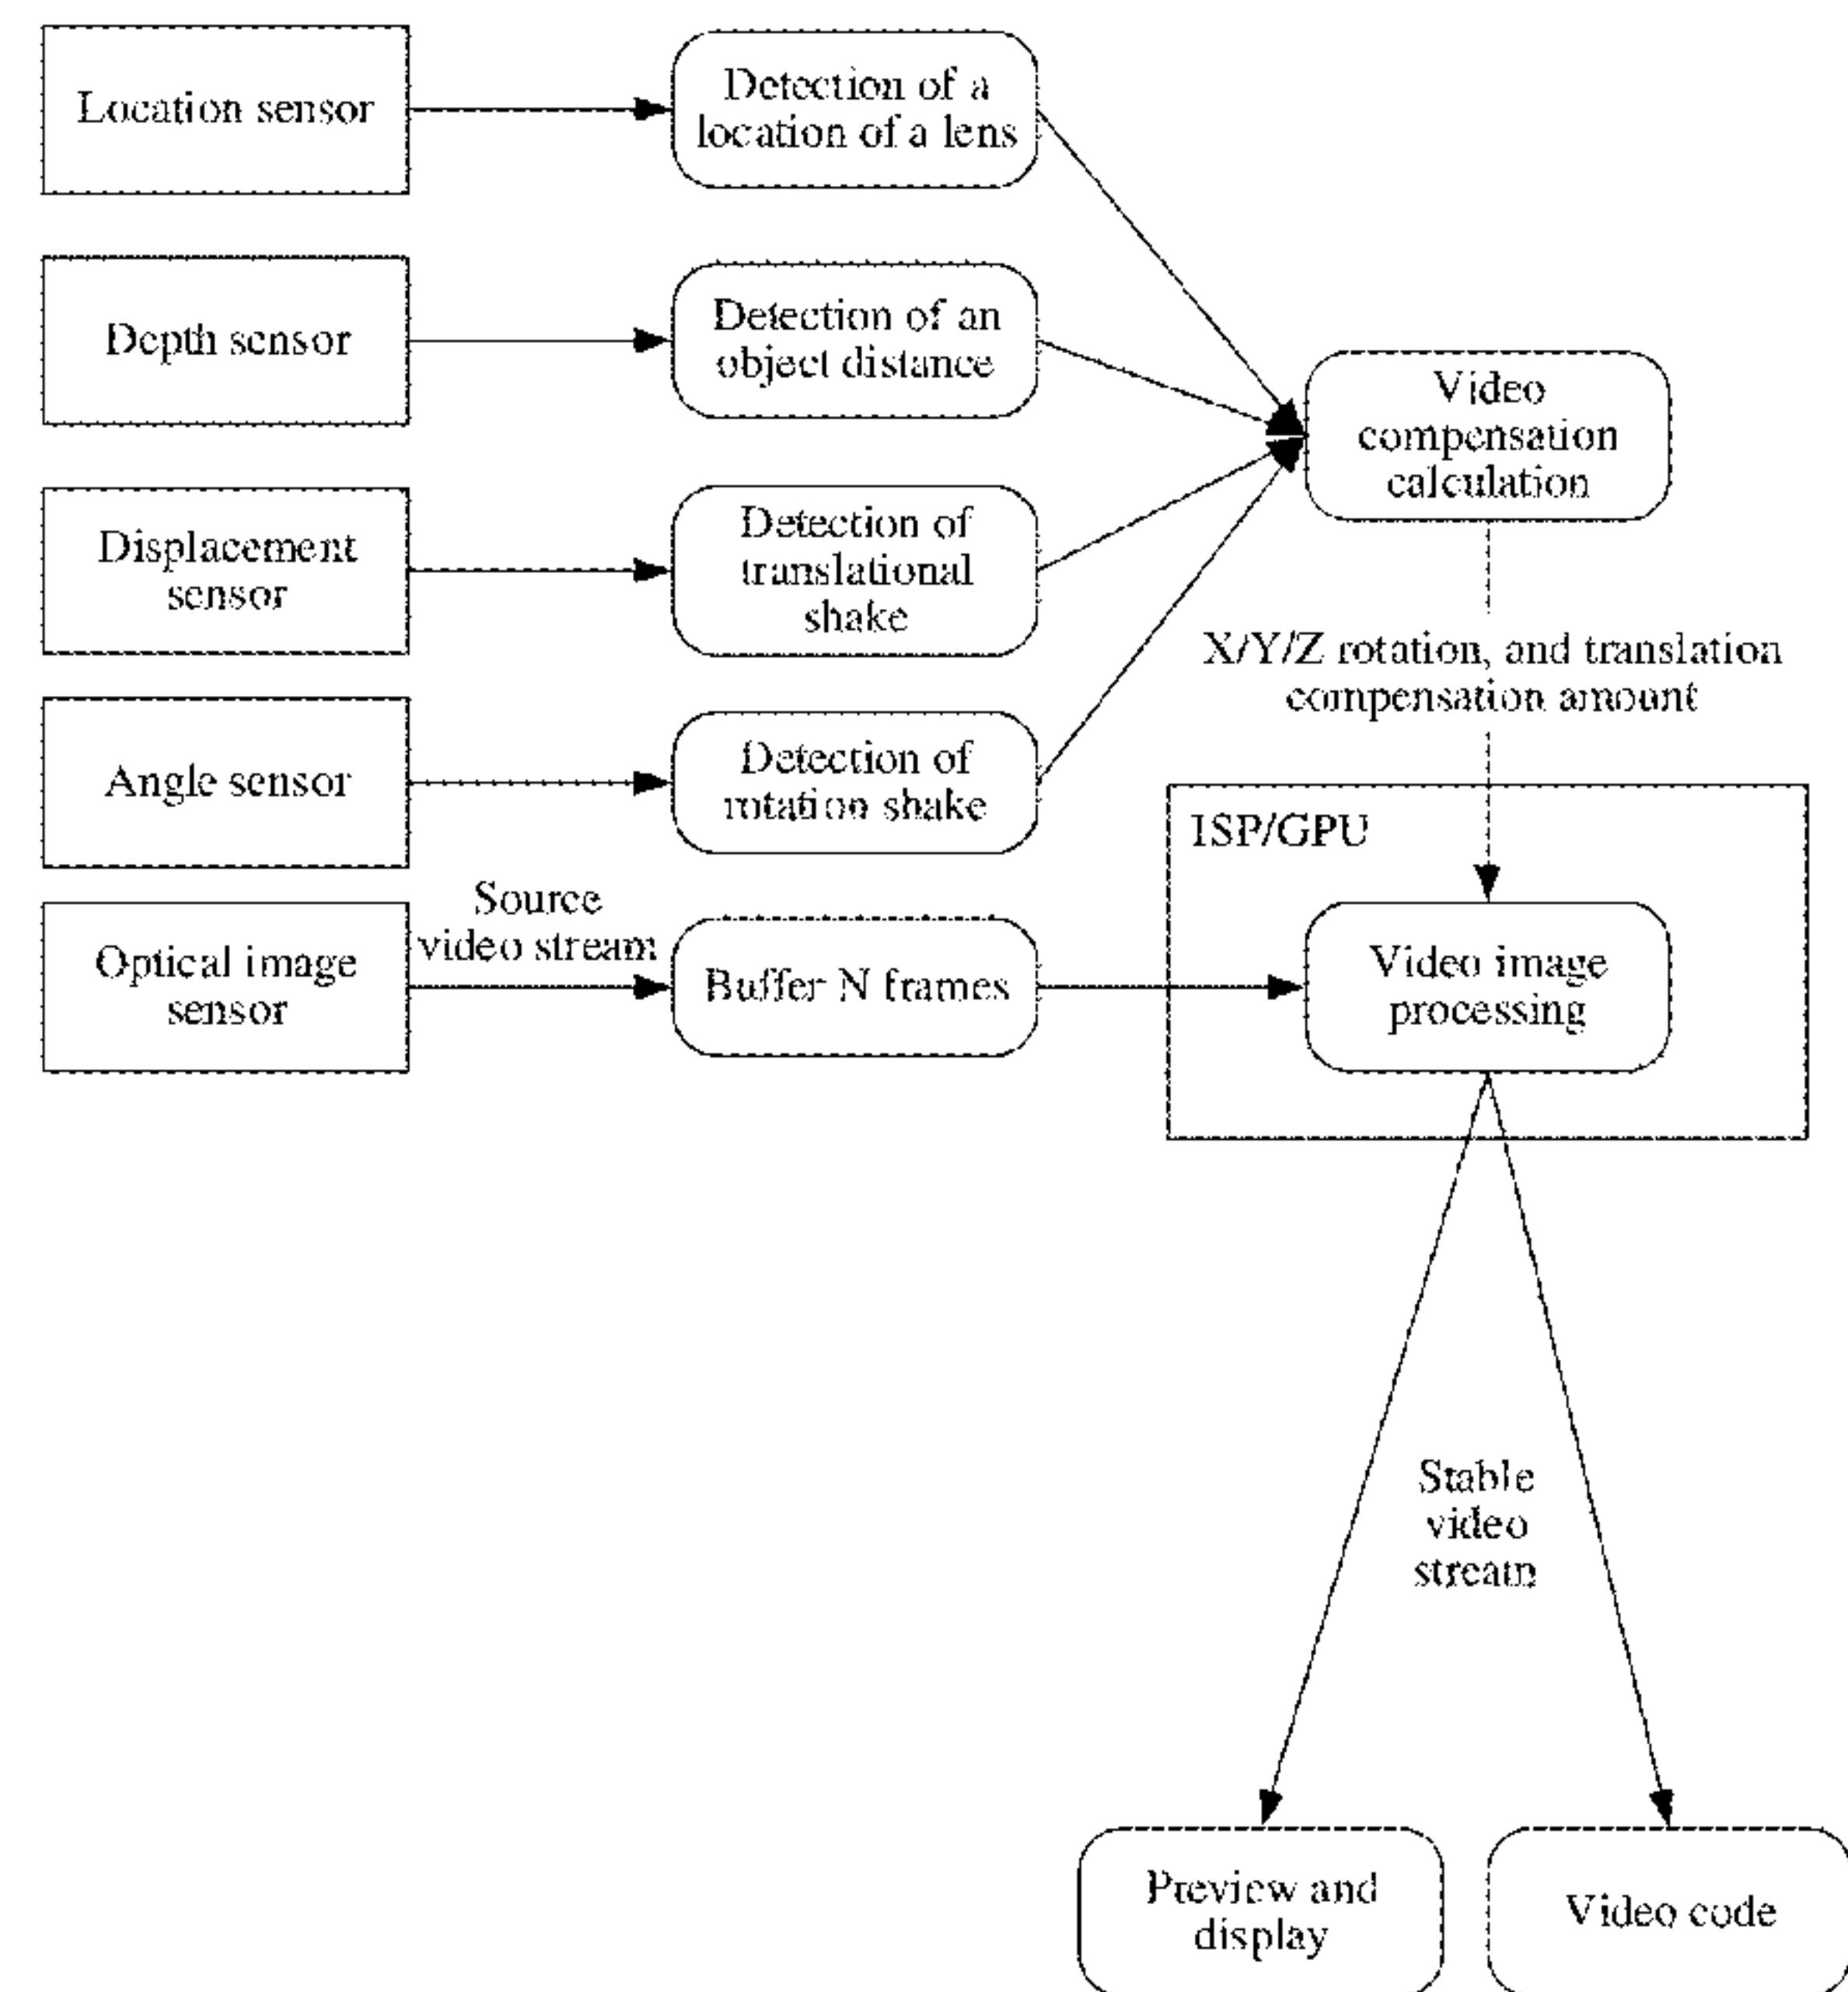 Location sensor
Detection of a
location of a lens
Depth sensor
Detection of an
object distance
Video
compensation
calculation
Displacement
sensor
Detection of
translational
shake
X/Y/Z rotation, and translation
compensation amount
Angle sensor
Detection of
rotation shake
ISP/GPU
Optical image
sensor
Source
video stream
Buffer N frames
Video image
processing
Stable
video
stream
Preview and
display
Video code